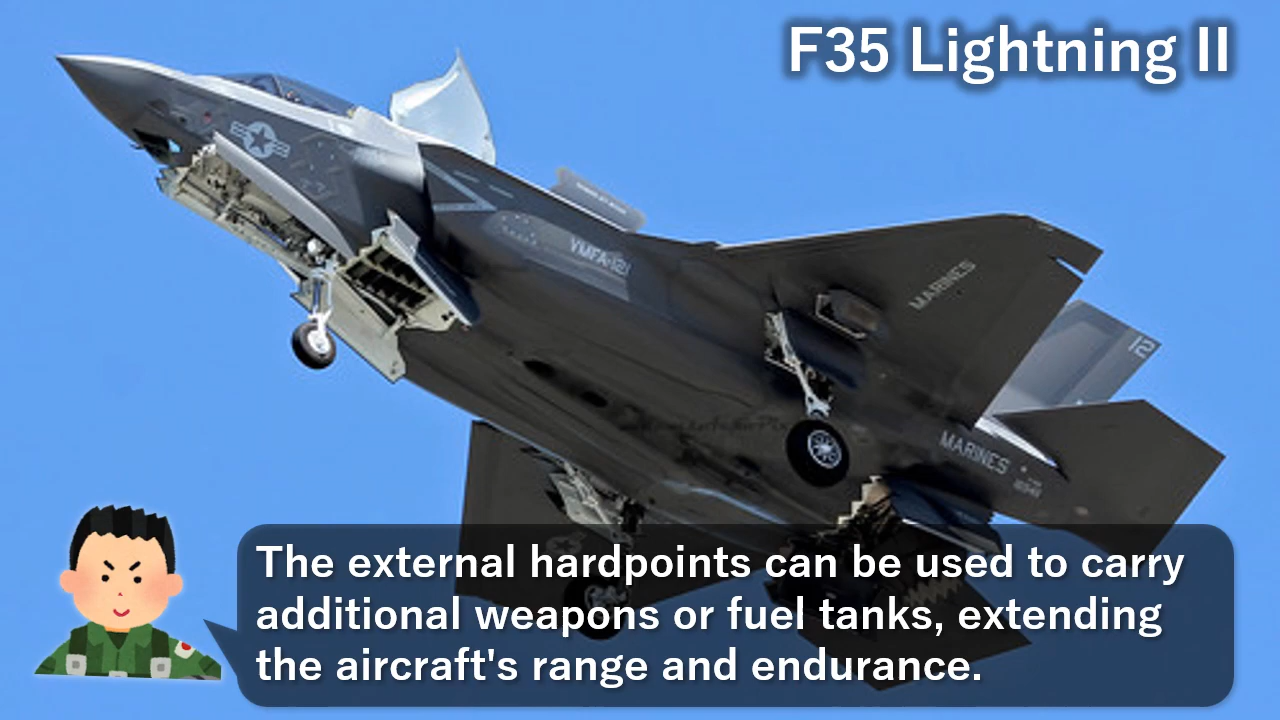 F35 Lightning II
VMFA-121
MARINES
12
MARINES
The external hardpoints can be used to carry
additional weapons or fuel tanks, extending
the aircraft's range and endurance.